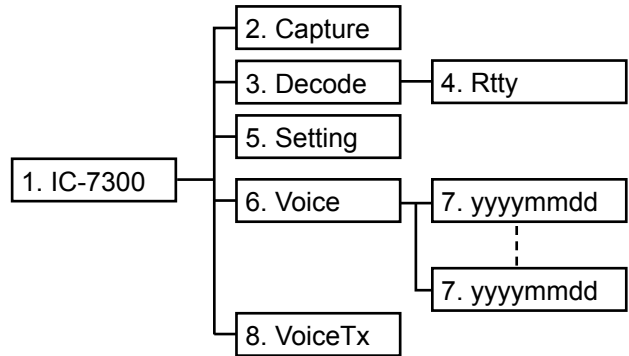 2. Capture
3. Decode
4. Rtty
5. Setting
1. IC-7300
6. Voice
7. yyyymmdd
7. yyyymmdd
8. VoiceTx